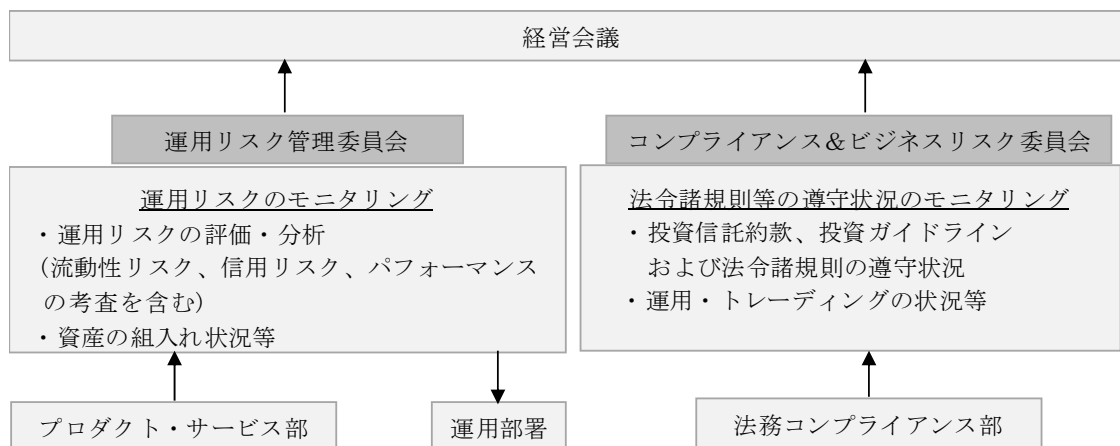 経営会議
運用リスク管理委員会
運用リスクのモニタリング
・運用リスクの評価・分析
（流動性リスク、信用リスク、パフォーマンス
の考査を含む）
・資産の組入れ状況等
プロダクト・サービス部
運用部署
コンプライアンス＆ビジネスリスク委員会
法令諸規則等の遵守状況のモニタリング
・投資信託約款、投資ガイドライン
および法令諸規則の遵守状況
・運用・トレーディングの状況等
法務コンプライアンス部